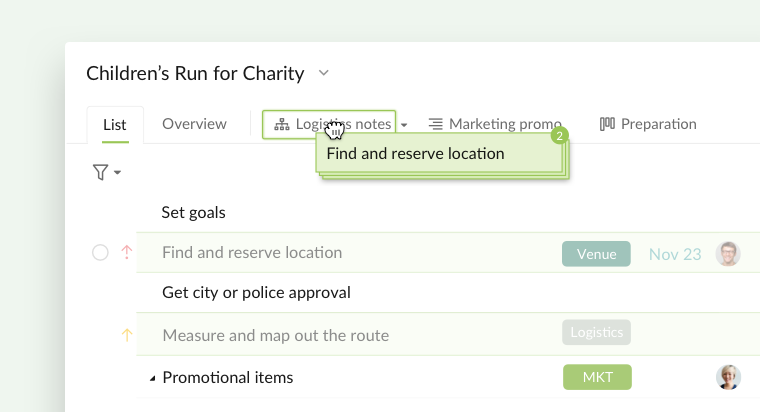 Children’s Run for Charity
List Overview Logistics notes Marketing promo Preparation
2
Find and reserve location
Set goals
Find and reserve location Venue Nov 23
Get city or police approval
Measure and map out the route Logistics
Promotional items MKT